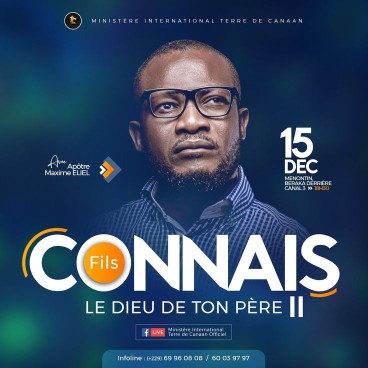 MINISTÈRE INTERNATIONAL TERRE DE CANAAN
Avec Apôtre
Maxime ELIEL
15
DEC
MENONTIN,
BERAKA DERRIÈRE
CANAL 3 >> 18H30
Fils
CONNAIS
LE DIEU DE TON PÈRE II
f LIVE
Ministère International
Terre de Canaan Officiel
Infoline : (+229) 69 96 08 08 / 60 03 97 97